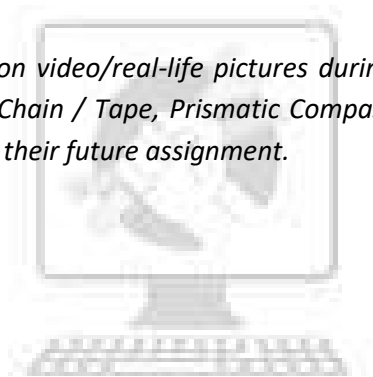 on video/real-life pictures durin
Chain / Tape, Prismatic Compa
their future assignment.